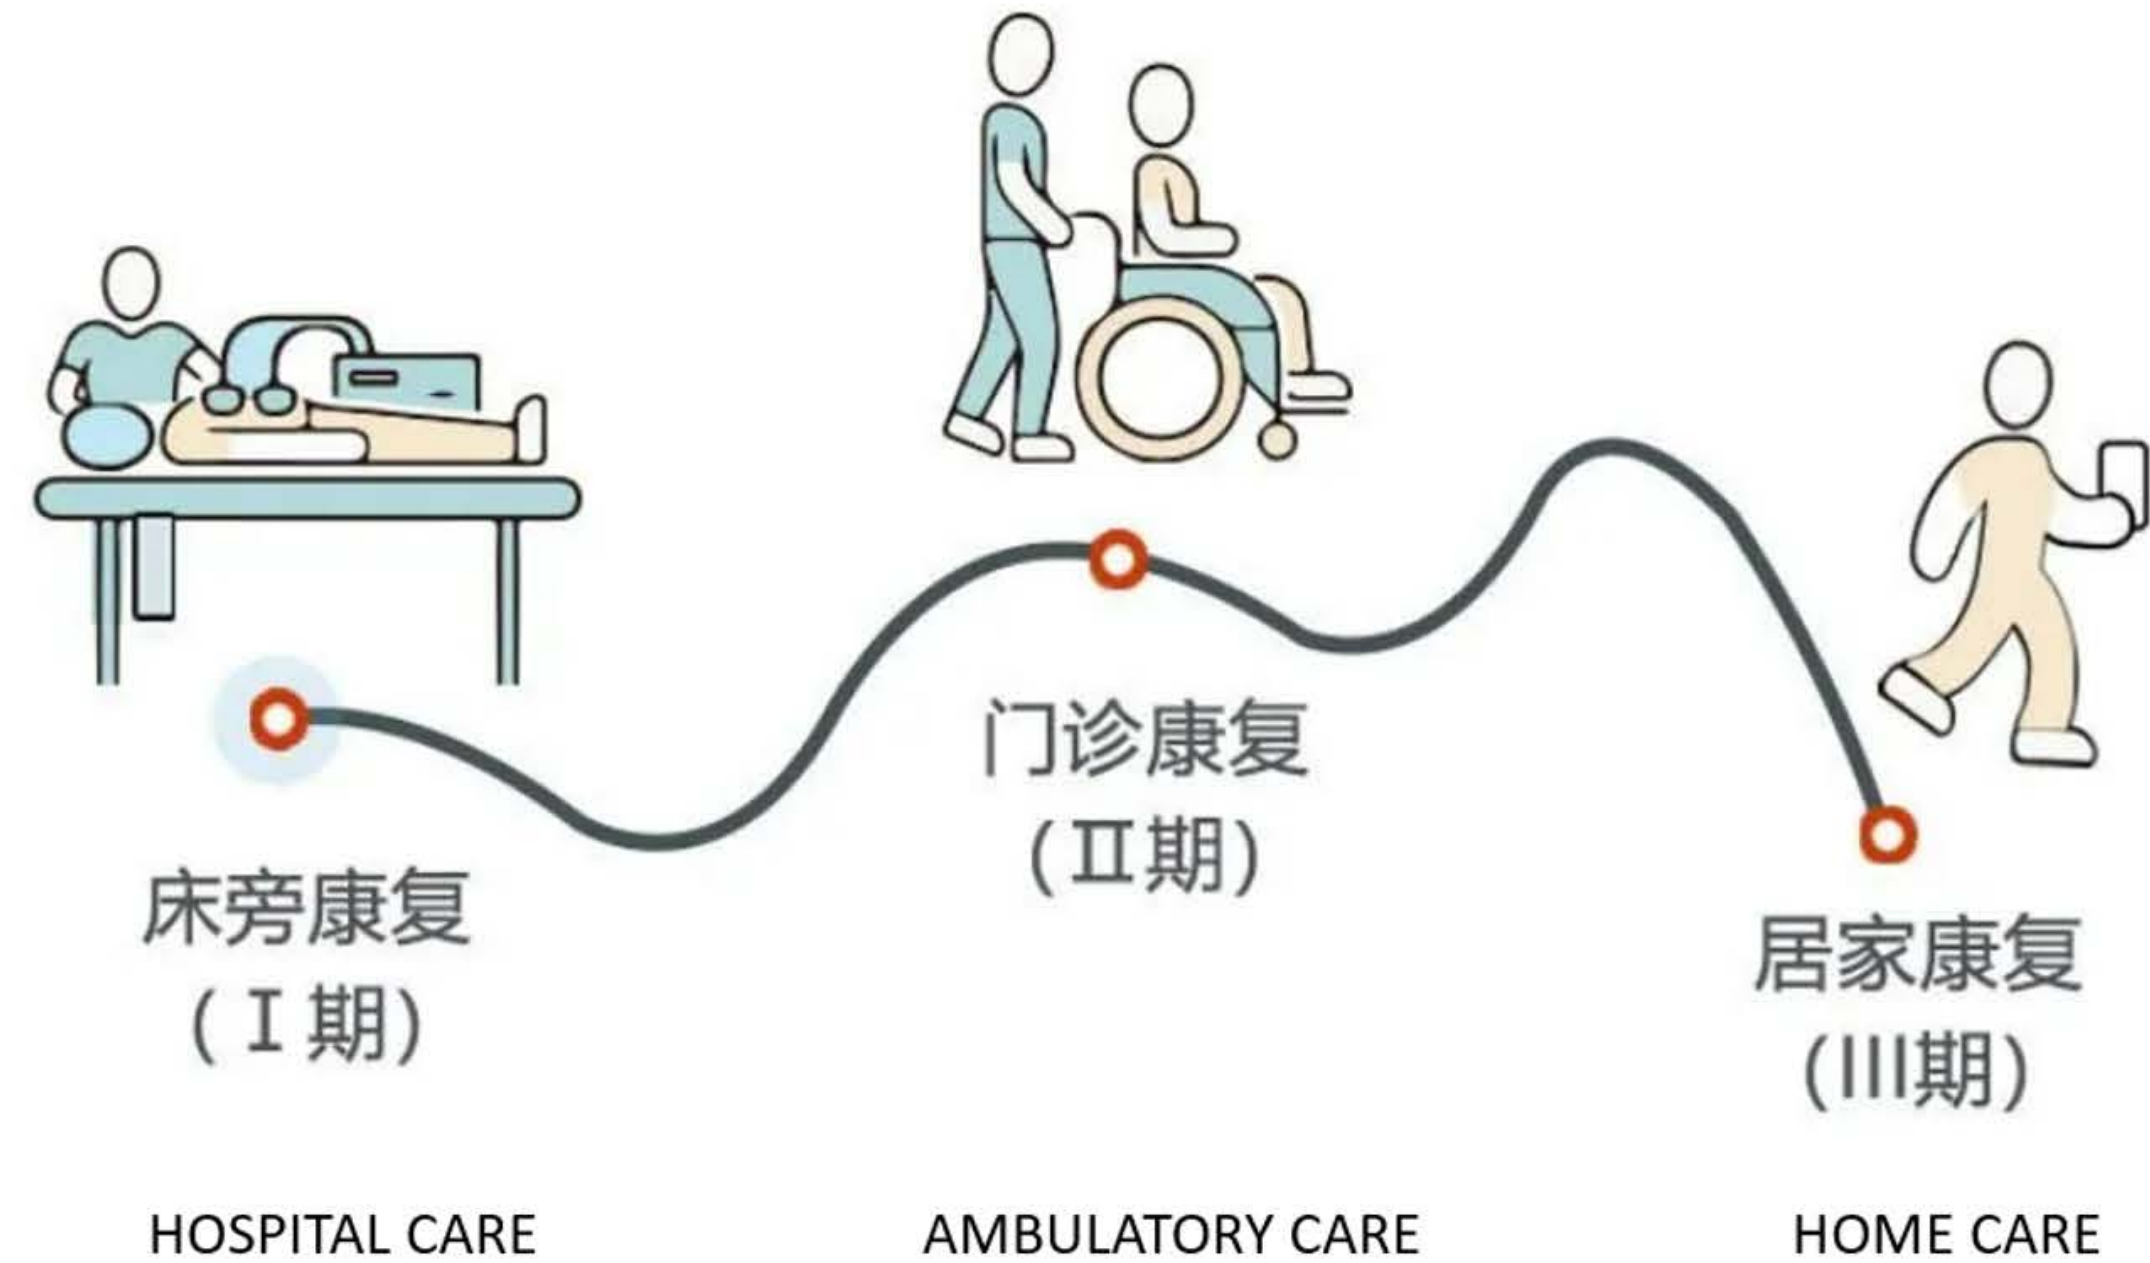 床旁康复
（Ⅰ期）
门诊康复
（Ⅱ期）
居家康复
（III期）
HOSPITAL CARE
AMBULATORY CARE
HOME CARE